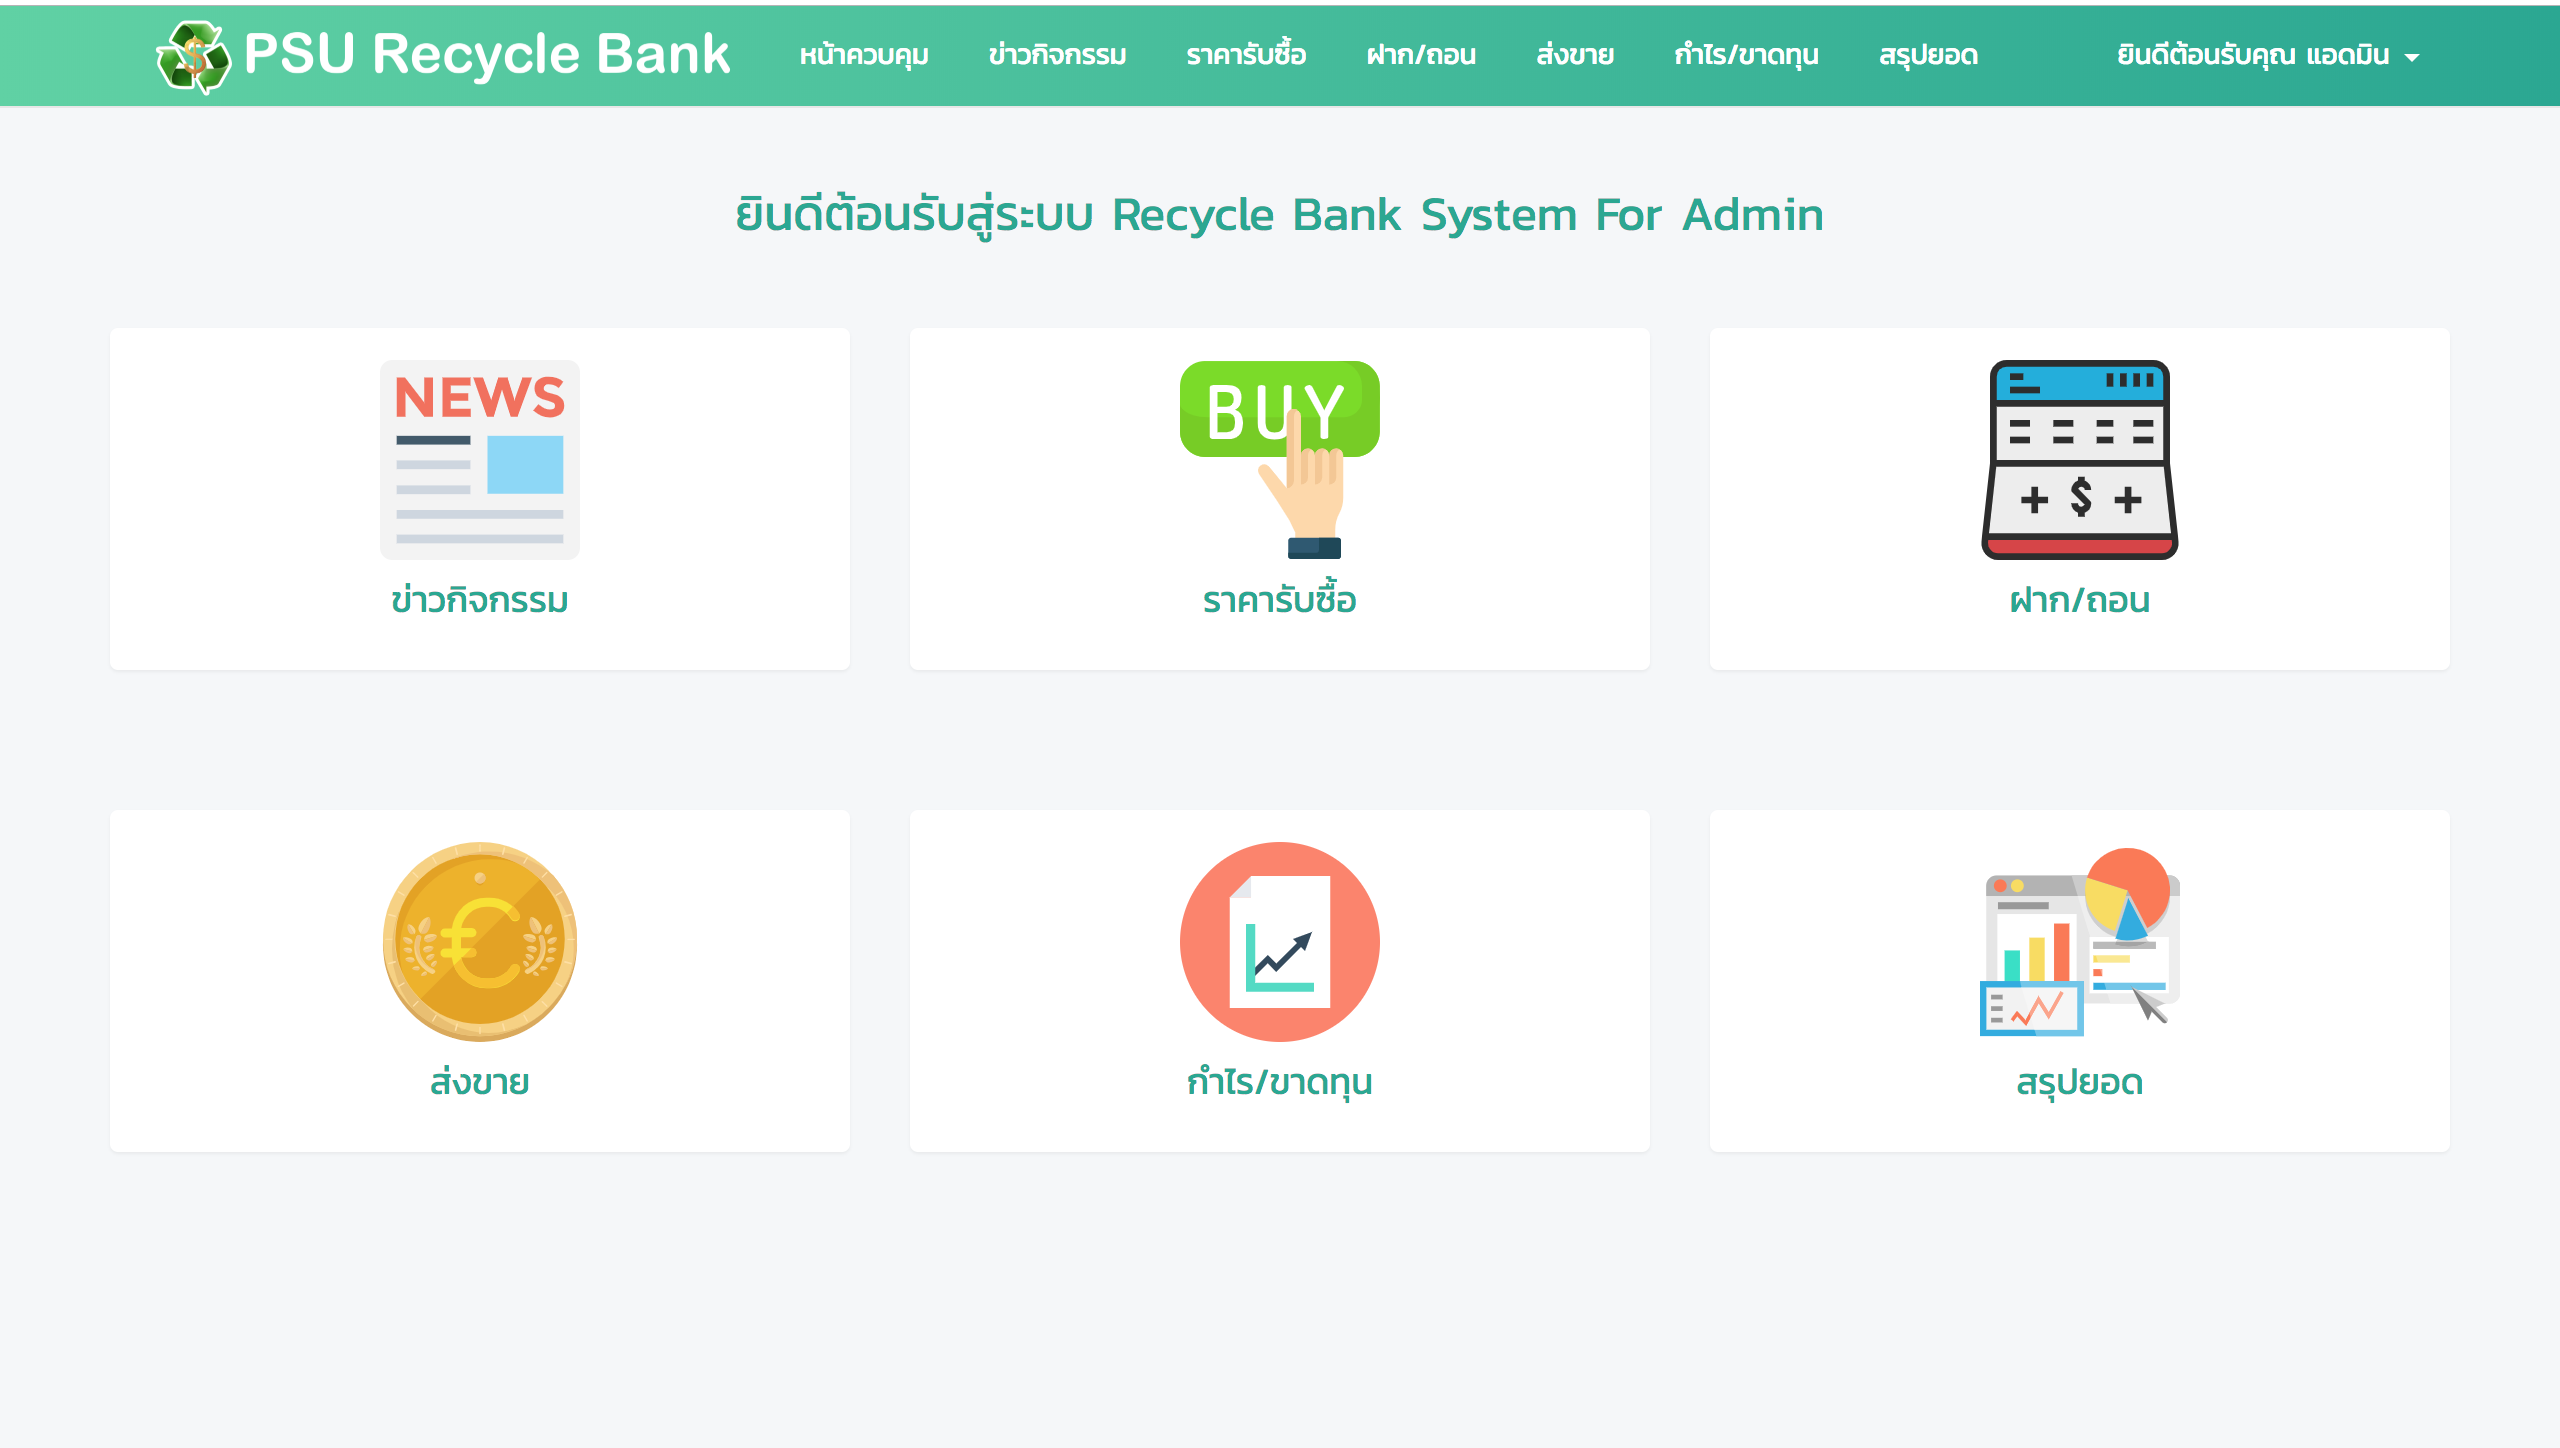 PSU Recycle Bank หน้าควบคุม ข่าวกิจกรรม ราคารับซื้อ ฝาก/ถอน ส่งขาย กำไร/ขาดทุน สรุปยอด ยินดีต้อนรับคุณ แอดมิน
ยินดีต้อนรับสู่ระบบ Recycle Bank System For Admin
NEWS
BUY
+ $ +
ข่าวกิจกรรม
ราคารับซื้อ
ฝาก/ถอน
ส่งขาย
กำไร/ขาดทุน
สรุปยอด